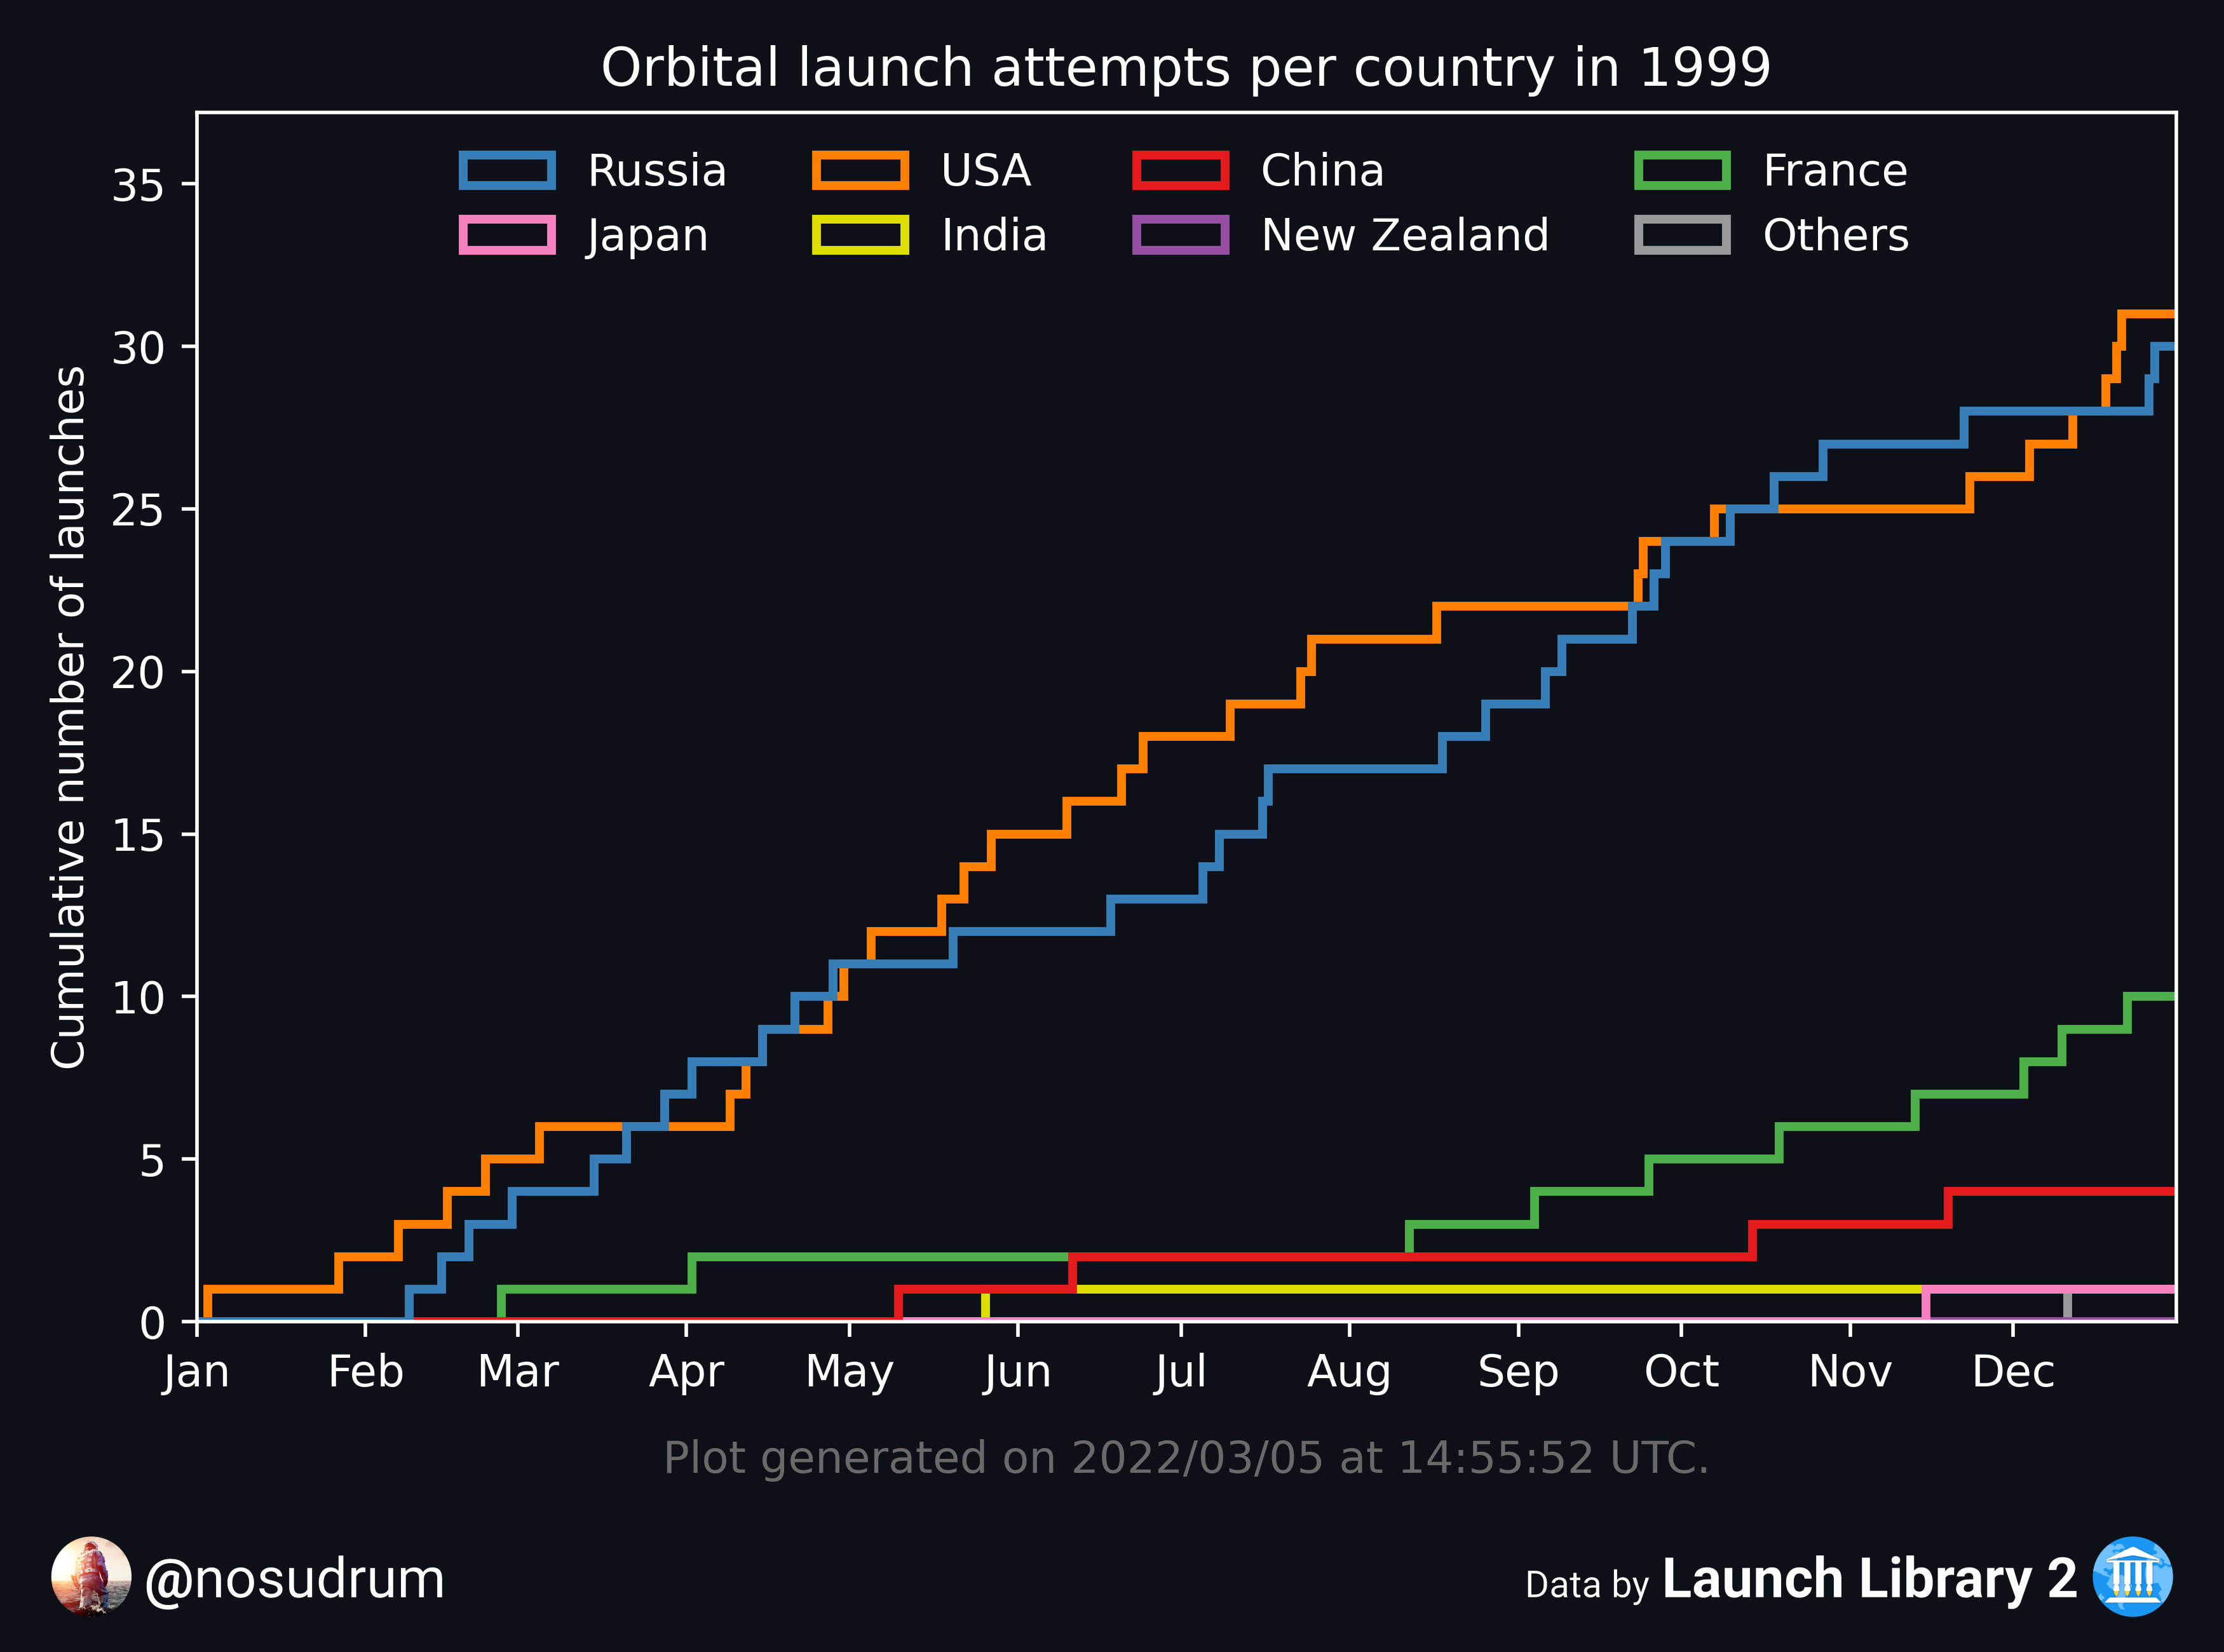 Orbital launch attempts per country in 1999
Russia USA China France
Japan India New Zealand Others
Cumulative number of launches
35
30
25
20
15
10
5
0
Jan Feb Mar Apr May Jun Jul Aug Sep Oct Nov Dec
Plot generated on 2022/03/05 at 14:55:52 UTC.
@nosudrum
Data by Launch Library 2